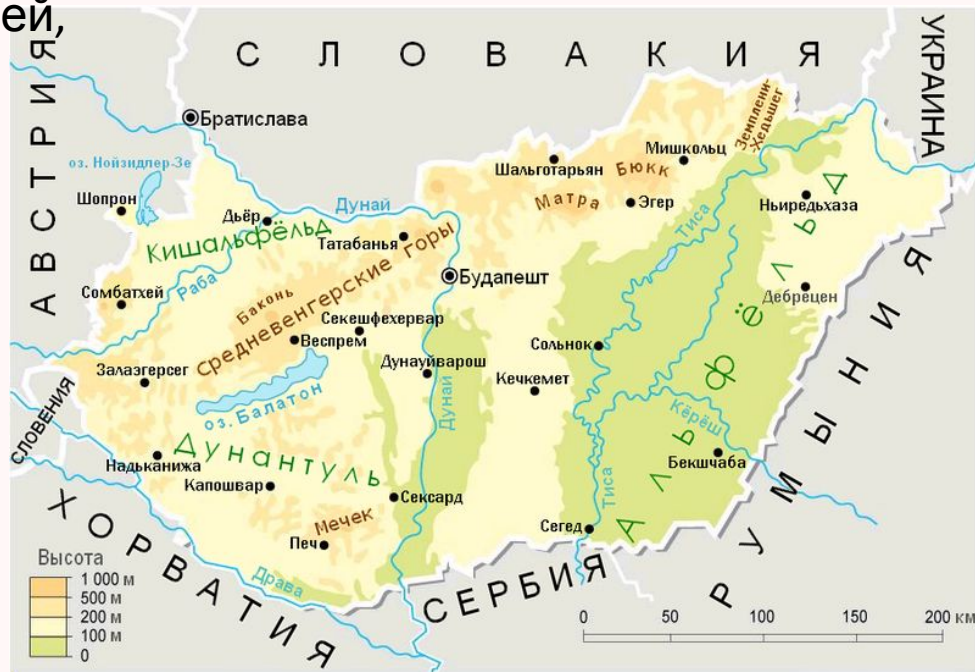 ей,
СЛОВАКИЯ
УКРАИНА
АВСТРИЯ
Братислава
оз. Нойзидлер-Зе
Шопрон
Дьёр
Дунай
Кишальфёльд
Татабанья
Раба
Сомбатхей
Баконь
Средневенгерские горы
Шальготарьян
Мишкольц
Бюкк
Матра
Эгер
Земплени-
Хедьшег
Тиса
Ньиредьхаза
Будапешт
Дебрецен
Секешфехервар
Веспрем
Залаэгерсег
оз. Балатон
Дунауйварош
Дунай
Кечкемет
Сольнок
Кёрёш
Бекшчаба
АЛЬФЁЛЬД
РУМЫНИЯ
СЛОВЕНИЯ
Надьканижа
Дунантуль
Капошвар
Сексард
Мечек
Печ
Тиса
Сегед
Драва
ХОРВАТИЯ
СЕРБИЯ
Высота
1 000 м
500 м
200 м
100 м
0
0 50 100 150 200 км